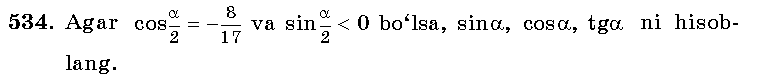 534. Agar cos α/2 = −8/17 va sin α/2 < 0 bo‘lsa, sinα, cosα, tgα ni hisob-
lang.